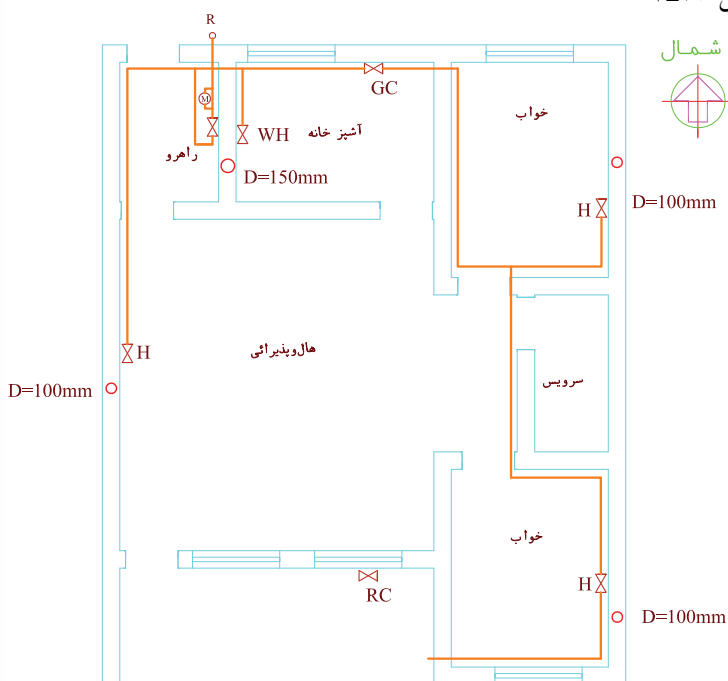 R
شمال
GC
خواب
M
WH
آشپز خانه
راهرو
D=150mm
H
D=100mm
هال‌وپذیرائی
H
D=100mm
سرویس
خواب
H
RC
D=100mm